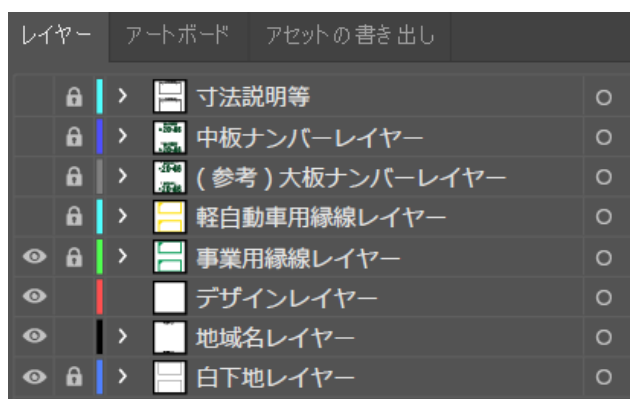 レイヤー アートボード アセットの書き出し
寸法説明等
中板ナンバーレイヤー
(参考)大板ナンバーレイヤー
軽自動車用縁線レイヤー
事業用縁線レイヤー
デザインレイヤー
地域名レイヤー
白下地レイヤー